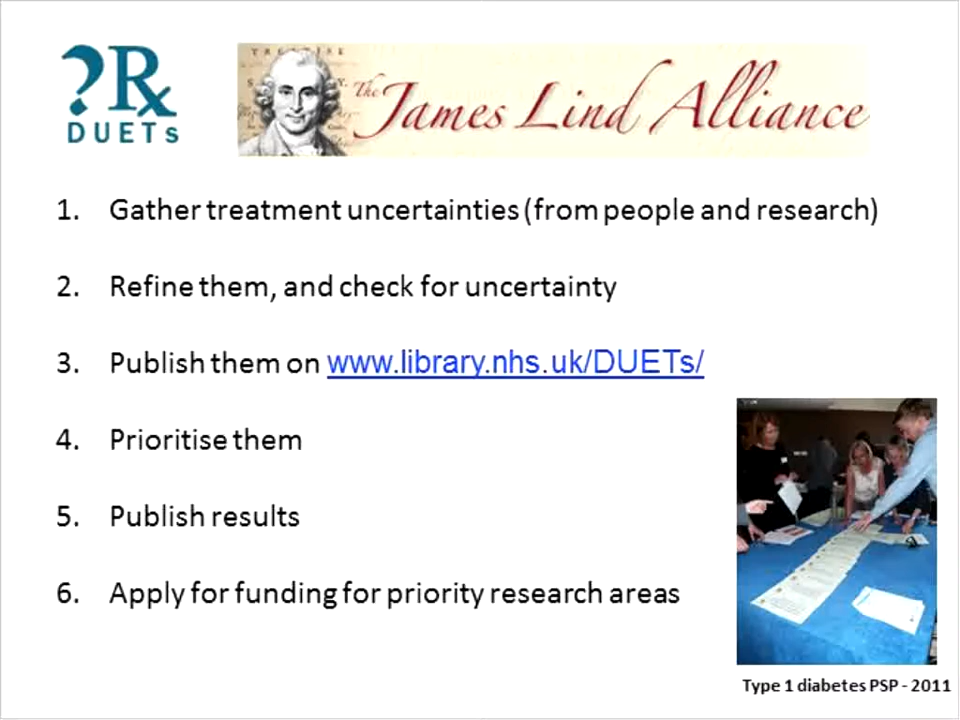 ?Rx
DUETs
TREATISE
The James Lind Alliance
1. Gather treatment uncertainties (from people and research)
2. Refine them, and check for uncertainty
3. Publish them on www.library.nhs.uk/DUETs/
4. Prioritise them
5. Publish results
6. Apply for funding for priority research areas
Type 1 diabetes PSP - 2011